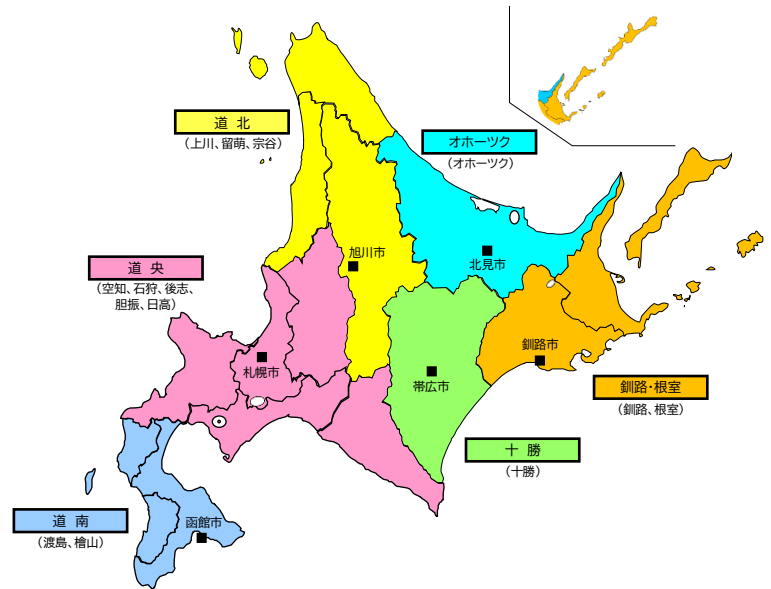 道 北
(上川、留萌、宗谷)
オホーツク
(オホーツク)
旭川市
北見市
道 央
(空知、石狩、後志、
胆振、日高)
釧路市
札幌市
帯広市
釧路・根室
(釧路、根室)
十 勝
(十勝)
道 南
(渡島、檜山)
函館市